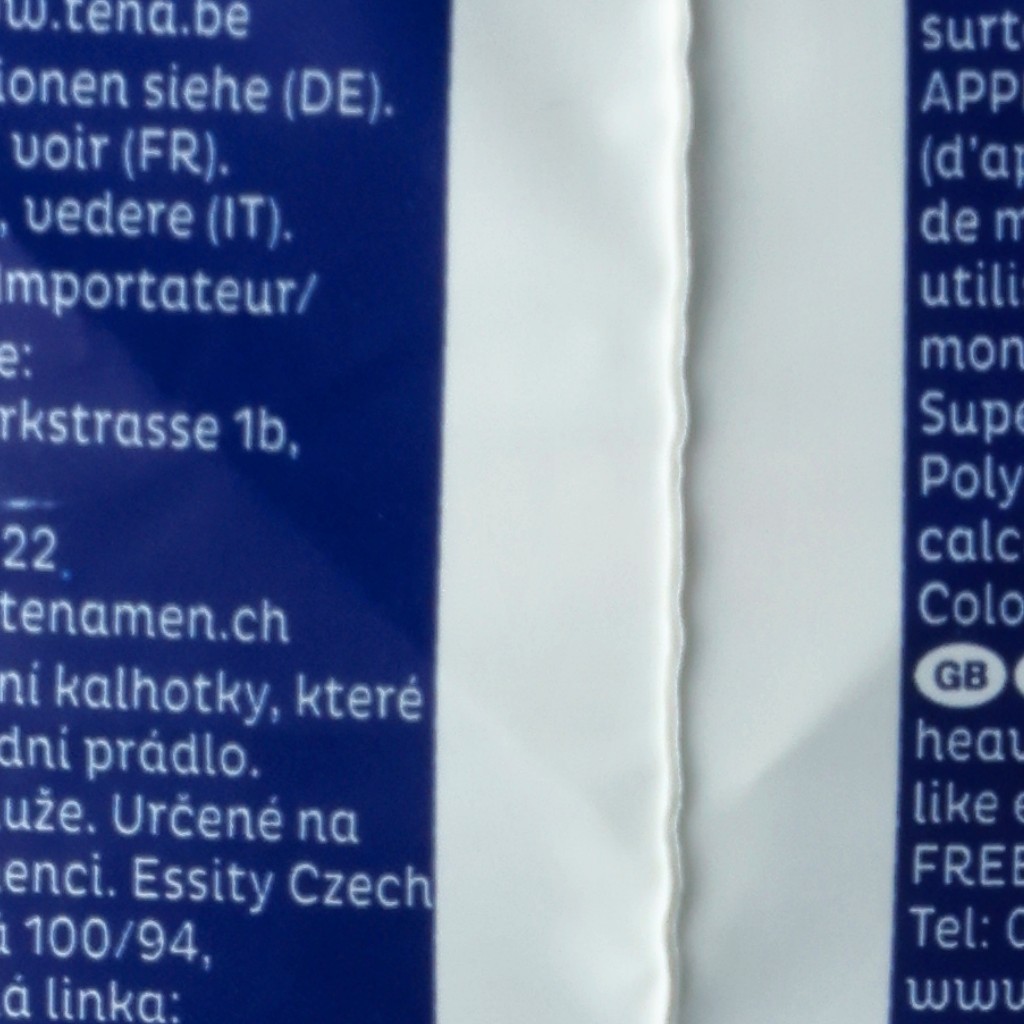 w.tena.be
ionen siehe (DE).
voir (FR).
, vedere (IT).
Importateur/
e:
rkstrasse 1b,
22
tenamen.ch
ní kalhotky, které
dní prádlo.
uže. Určené na
enci. Essity Czech
á 100/94,
á linka:
surt
APP
(d'ap
de m
utili
mon
Supe
Poly
calc
Colo
GB
heav
like e
FREE
Tel: 0
www